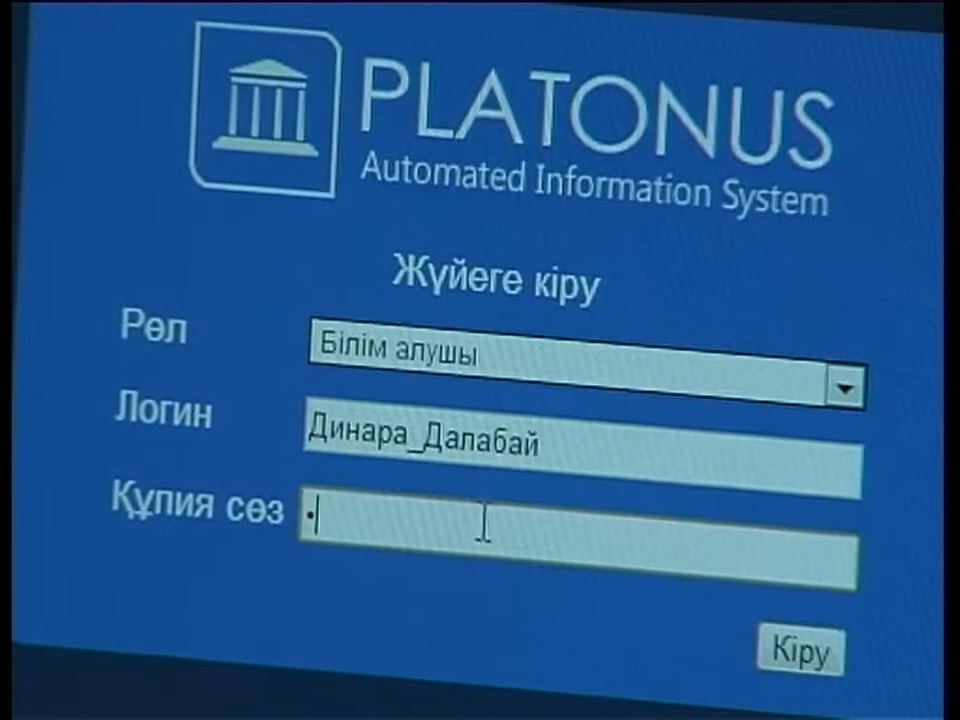 PLATONUS
Automated Information System
Жүйеге кіру
Рөл
Білім алушы
Логин
Динара_Далабай
Құпия сөз
Кіру